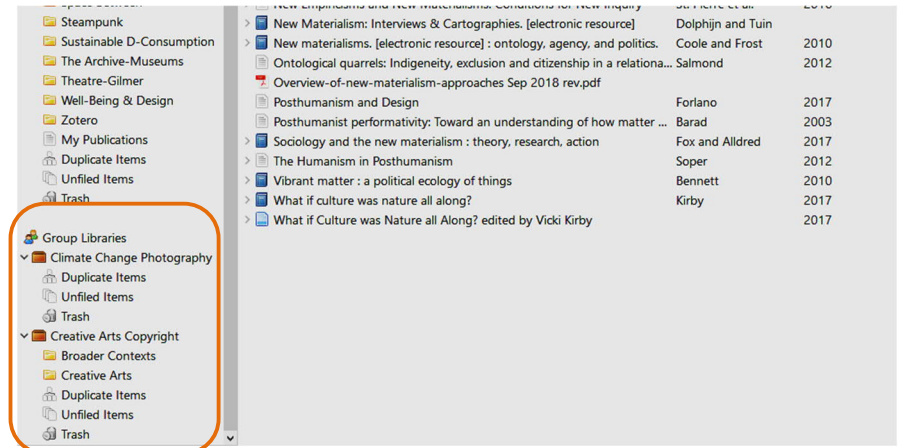 Steampunk
Sustainable D-Consumption
The Archive-Museums
Theatre-Gilmer
Well-Being & Design
Zotero
My Publications
Duplicate Items
Unfiled Items
Trash
Group Libraries
Climate Change Photography
Duplicate Items
Unfiled Items
Trash
Creative Arts Copyright
Broader Contexts
Creative Arts
Duplicate Items
Unfiled Items
Trash
New Materialism: Interviews & Cartographies. [electronic resource] Dolphijn and Tuin
New materialisms. [electronic resource] : ontology, agency, and politics. Coole and Frost 2010
Ontological quarrels: Indigeneity, exclusion and citizenship in a relationa... Salmond 2012
Overview-of-new-materialism-approaches Sep 2018 rev.pdf
Posthumanism and Design Forlano 2017
Posthumanist performativity: Toward an understanding of how matter ... Barad 2003
Sociology and the new materialism : theory, research, action Fox and Alldred 2017
The Humanism in Posthumanism Soper 2012
Vibrant matter : a political ecology of things Bennett 2010
What if culture was nature all along? Kirby 2017
What if Culture was Nature all Along? edited by Vicki Kirby 2017